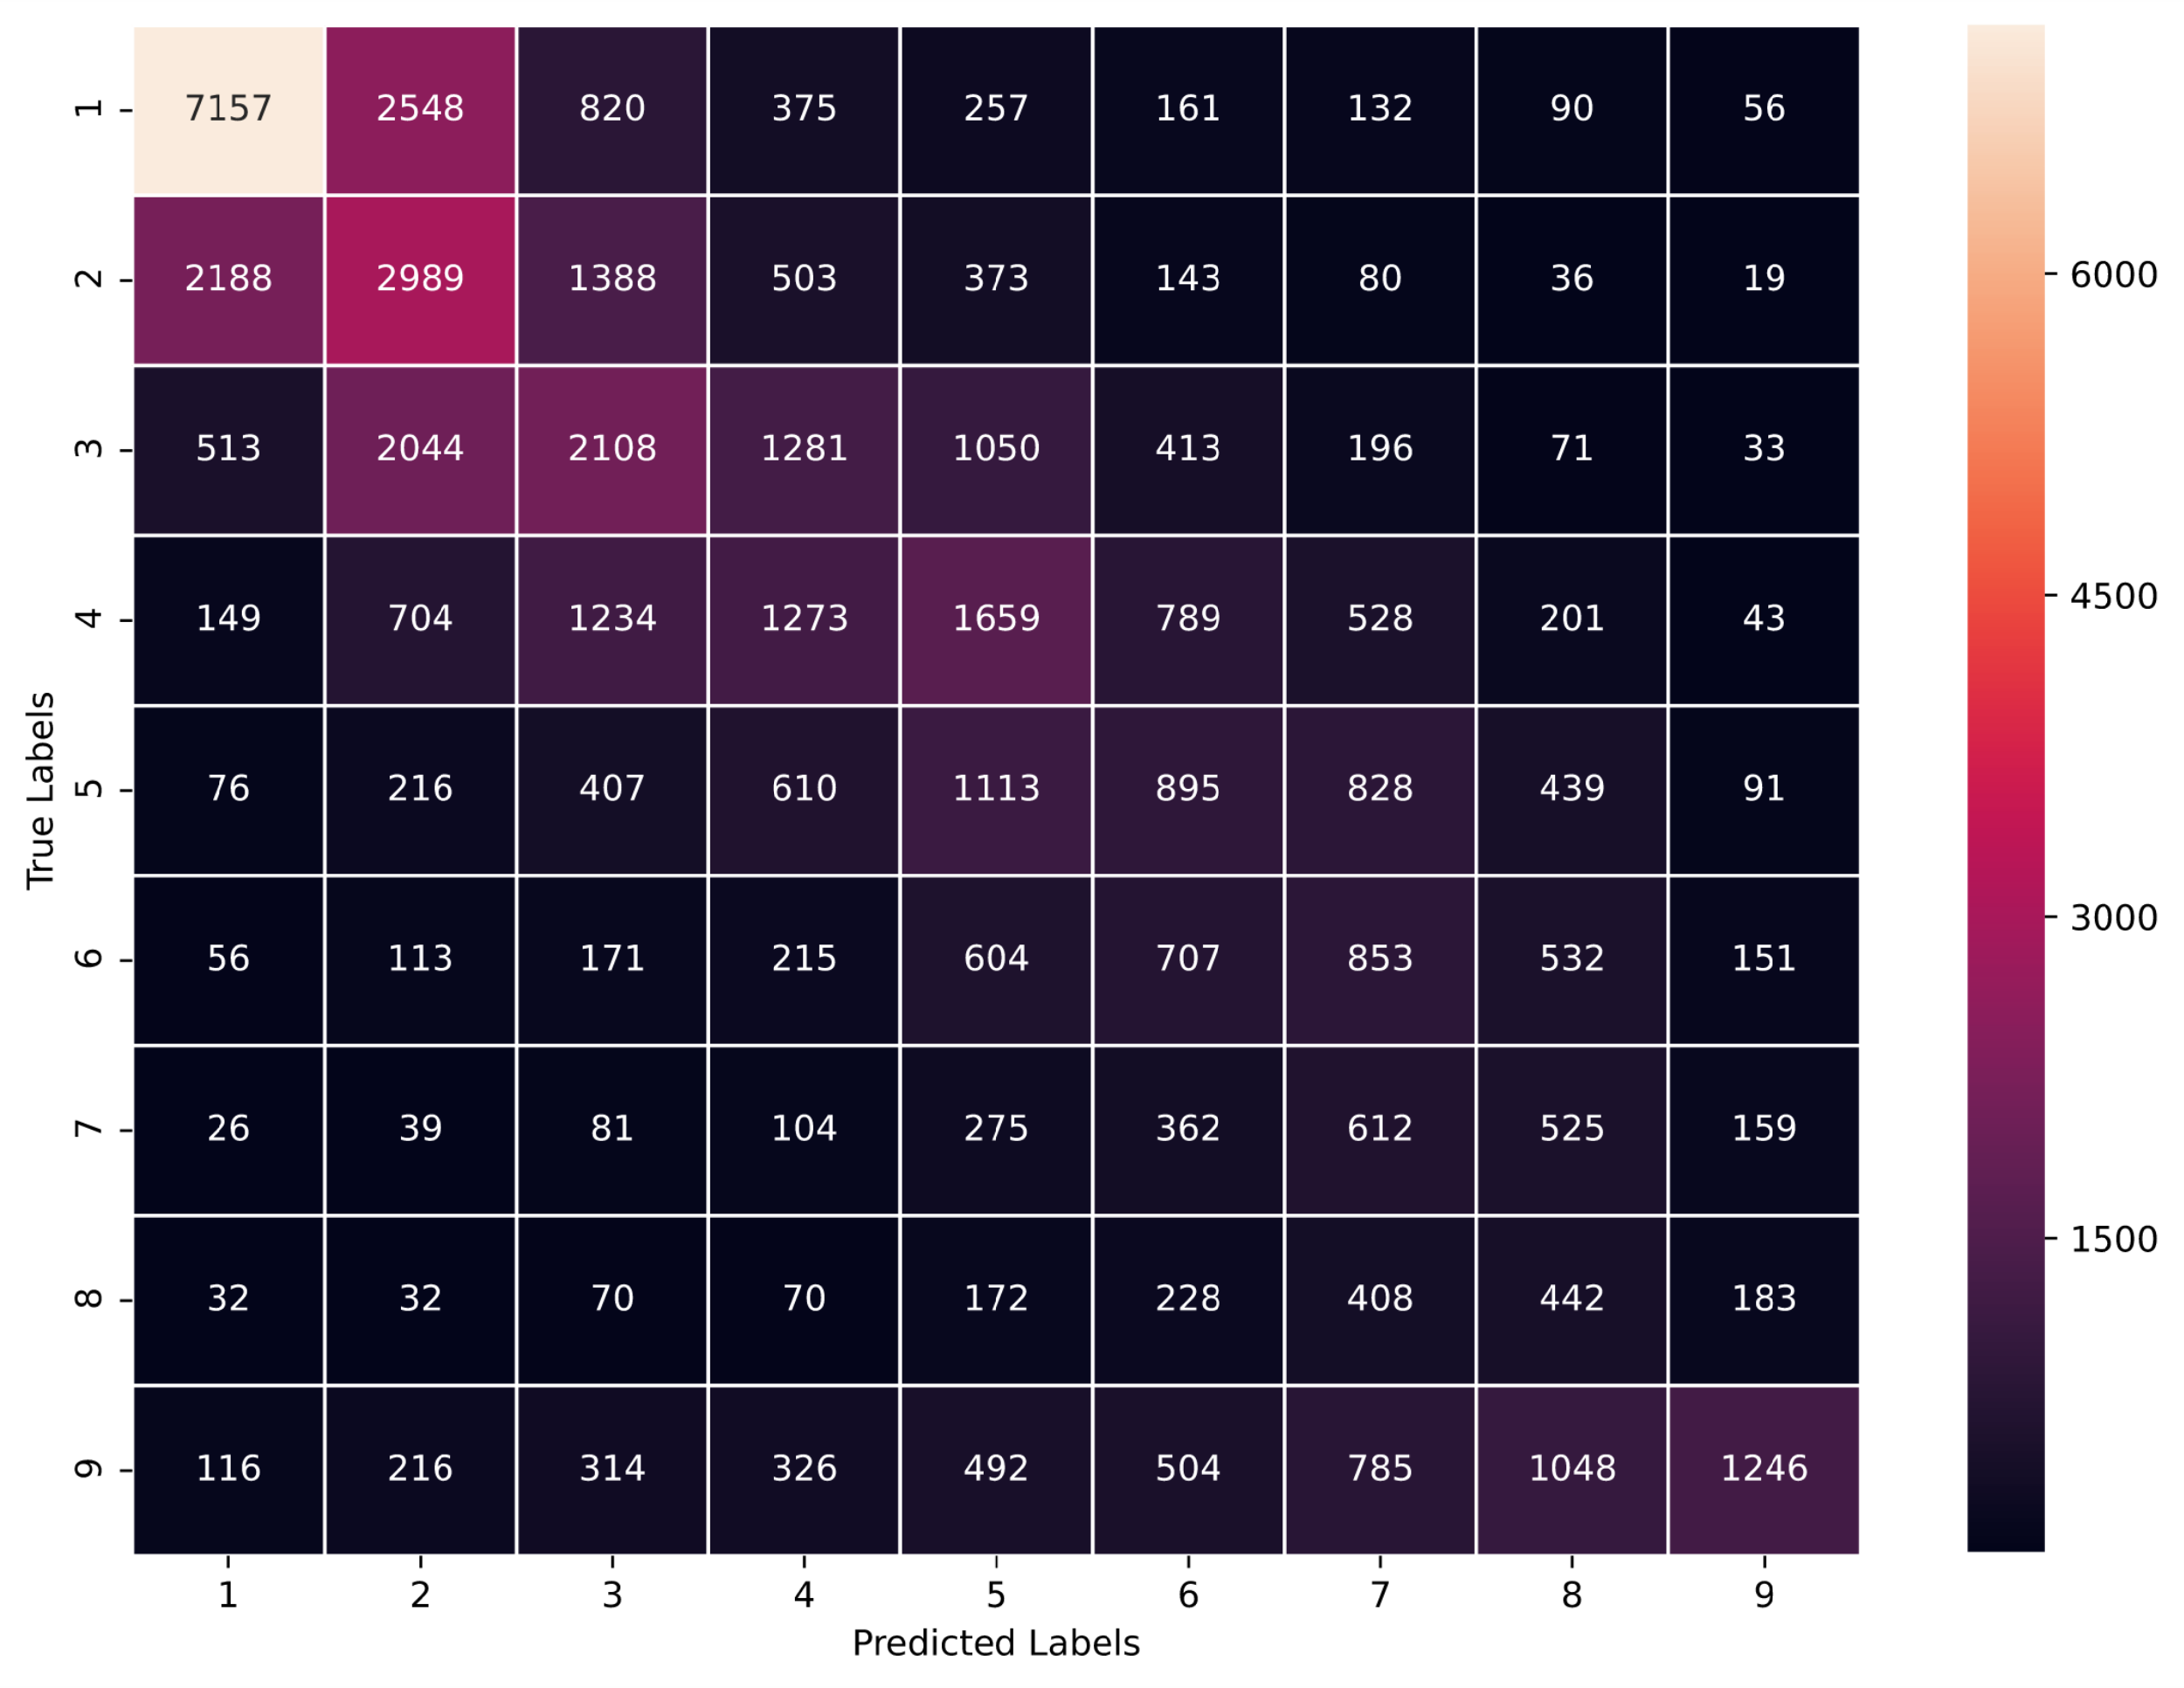 1 7157 2548 820 375 257 161 132 90 56
2 2188 2989 1388 503 373 143 80 36 19
3 513 2044 2108 1281 1050 413 196 71 33
4 149 704 1234 1273 1659 789 528 201 43
5 76 216 407 610 1113 895 828 439 91
6 56 113 171 215 604 707 853 532 151
7 26 39 81 104 275 362 612 525 159
8 32 32 70 70 172 228 408 442 183
9 116 216 314 326 492 504 785 1048 1246
1 2 3 4 5 6 7 8 9
Predicted Labels
True Labels
6000
4500
3000
1500